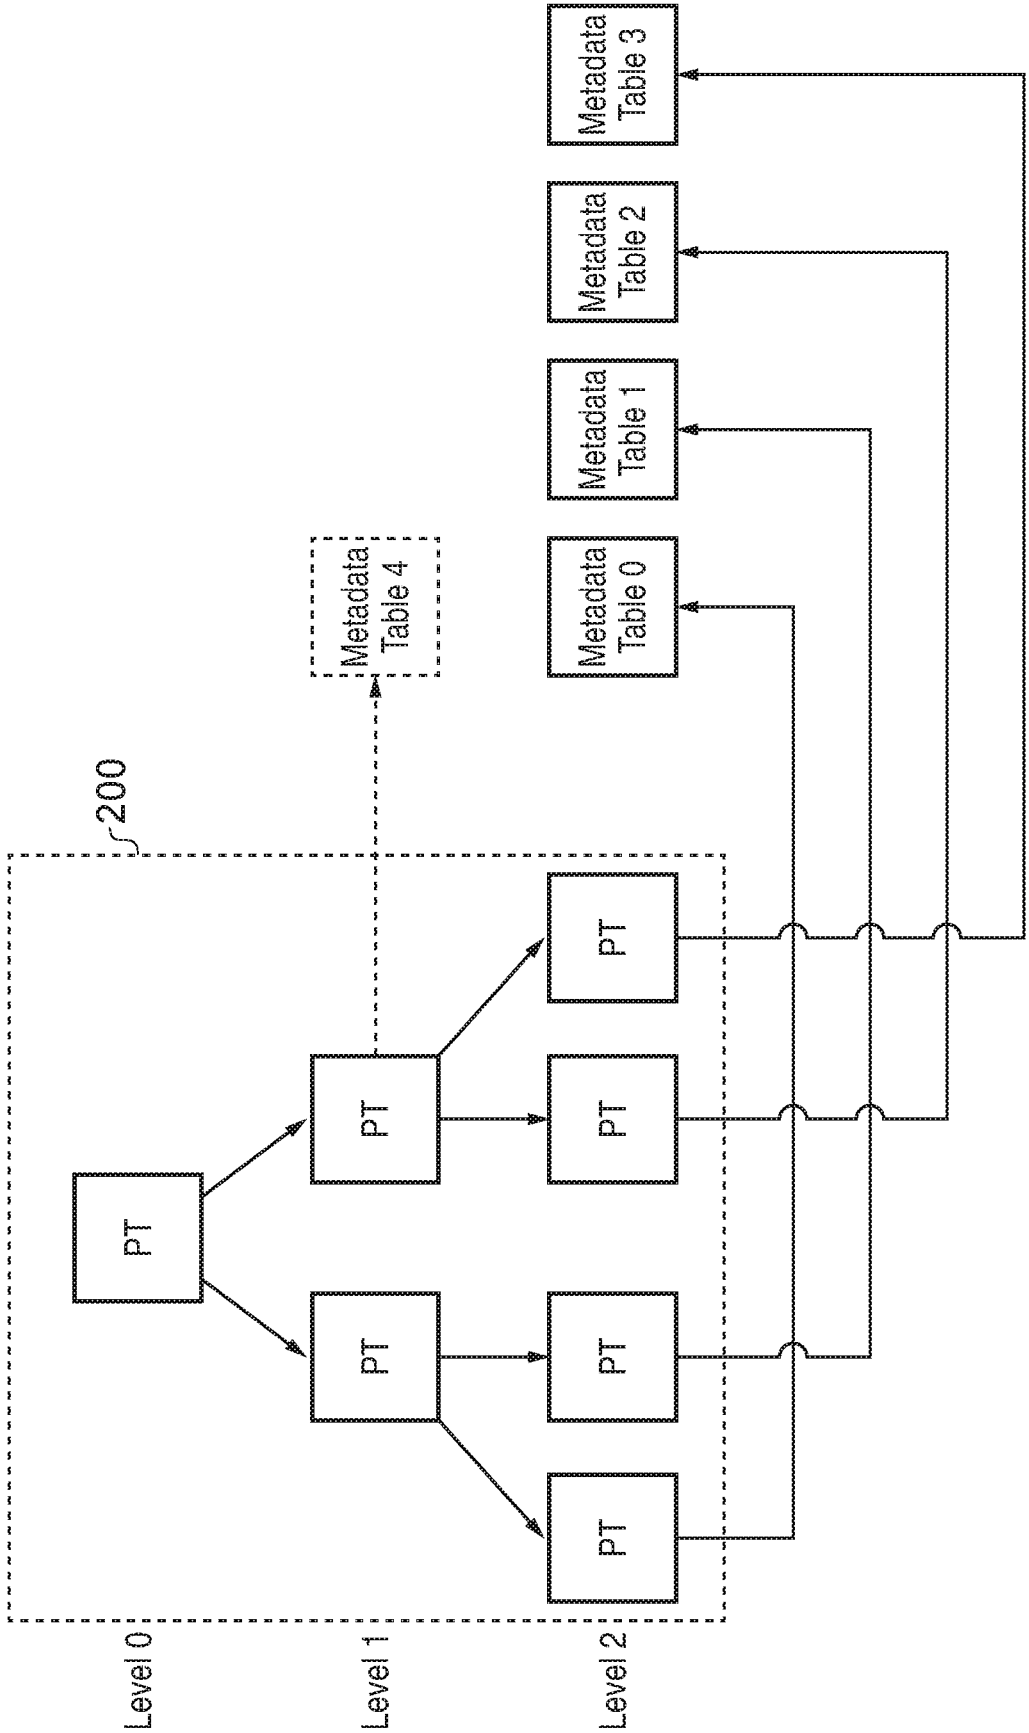 200
Level 0
PT
Level 1
PT
PT
Metadata
Table 4
Level 2
PT
PT
PT
PT
Metadata
Table 0
Metadata
Table 1
Metadata
Table 2
Metadata
Table 3